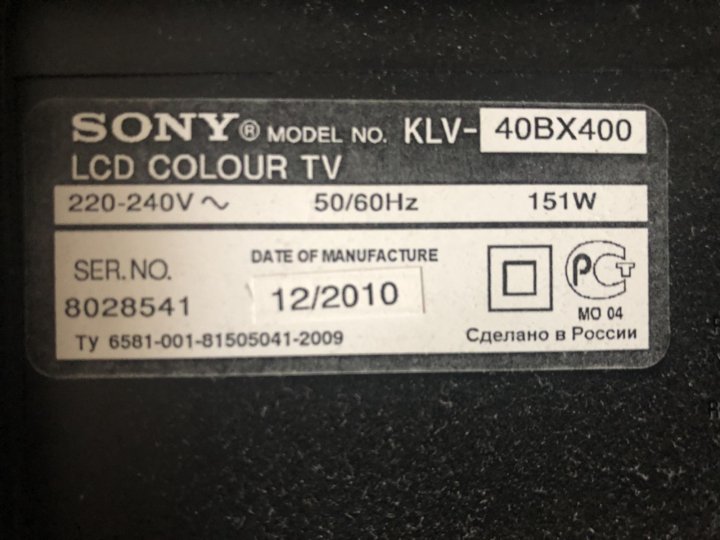 SONY® MODEL NO. KLV- 40BX400
LCD COLOUR TV
220-240V ~ 50/60Hz 151W
SER.NO. DATE OF MANUFACTURE
8028541 12/2010
РСТ
МО 04
Ту 6581-001-81505041-2009 Сделано в России